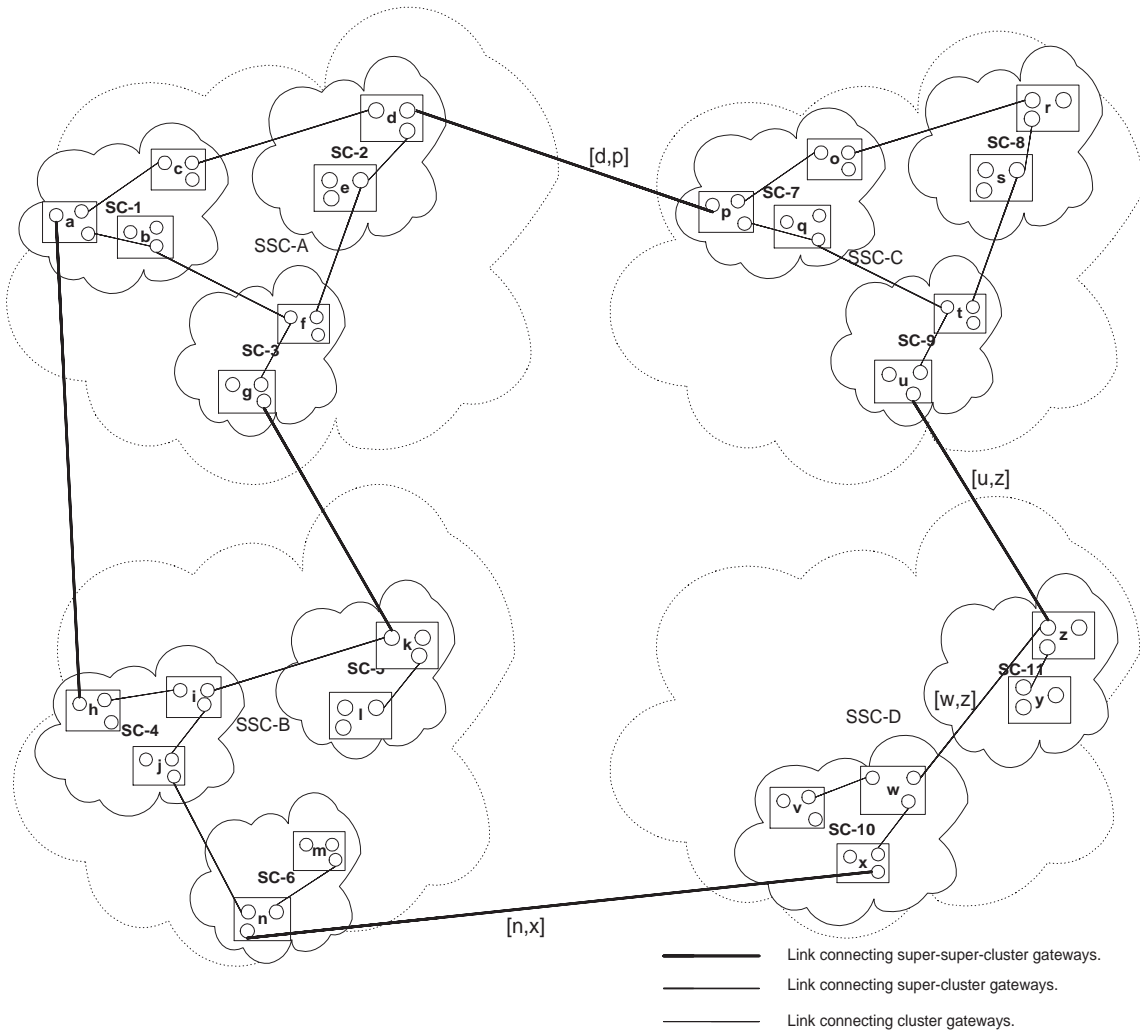 d
SC-2
c
e
a
SC-1
b
SSC-A
f
SC-3
g
[d,p]
r
o
SC-8
SC-7
s
p
q
SSC-C
t
SC-9
u
[u,z]
k
SC-5
h
i
SC-4
SSC-B
l
j
m
SC-6
n
[n,x]
z
SC-11
y
[w,z]
SSC-D
w
v
SC-10
x
Link connecting super-super-cluster gateways.
Link connecting super-cluster gateways.
Link connecting cluster gateways.